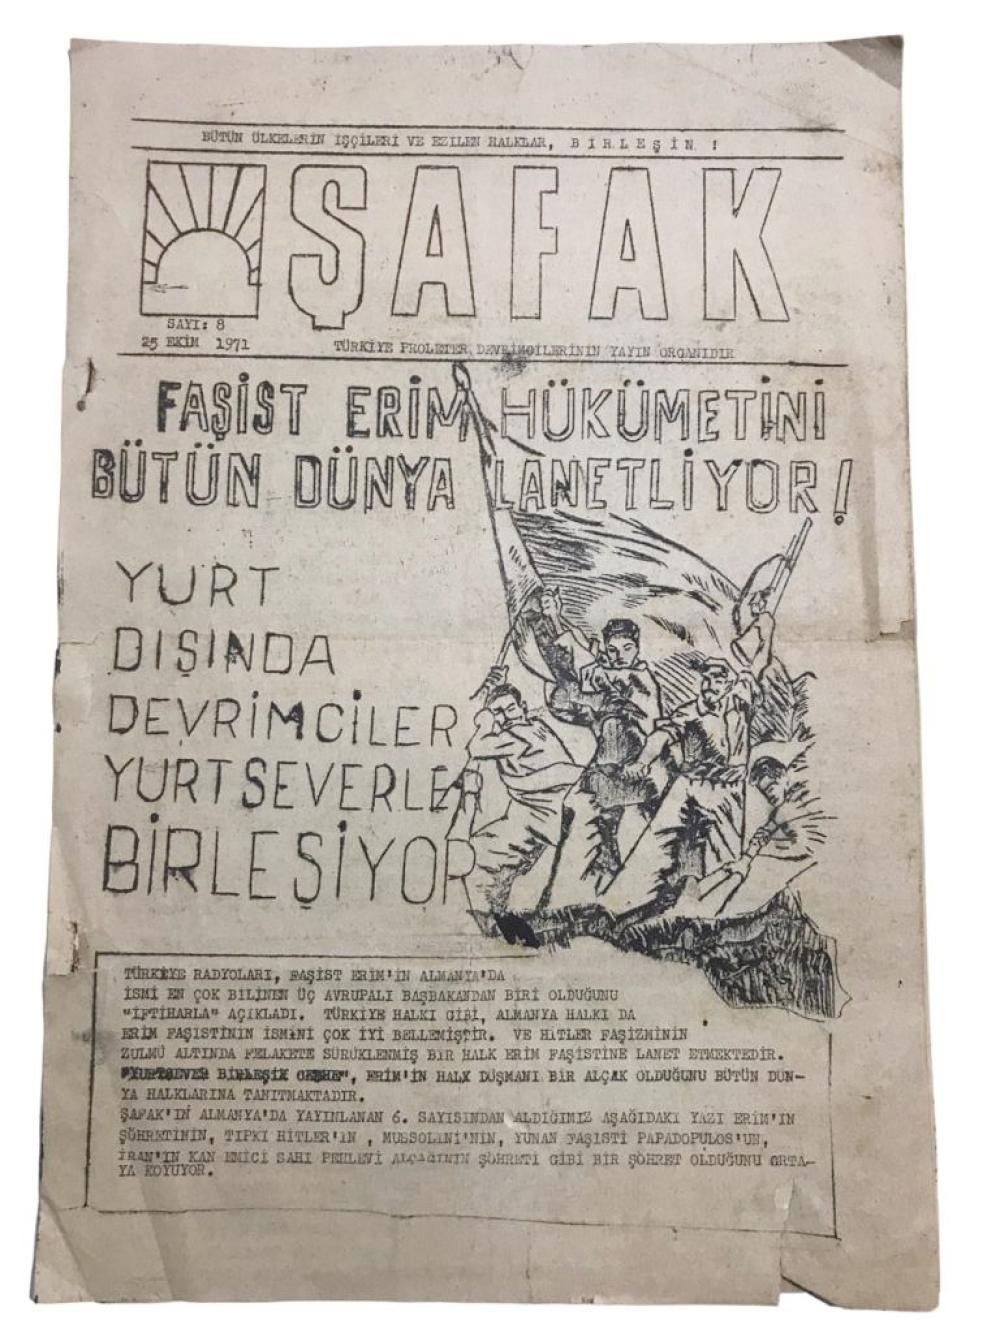 BÜTÜN ÜLKELERİN İŞÇİLERİ VE EZİLEN HALKLAR, BİRLEŞİN !
ŞAFAK
SAYI: 8
25 EKİM 1971
TÜRKİYE PROLETER DEVRİMCİLERİNİN YAYIN ORGANIDIR
FAŞİST ERİM HÜKÜMETİNİ
BÜTÜN DÜNYA LANETLİYOR!
YURT
DIŞINDA
DEVRİMCİLER
YURTSEVERLER
BİRLEŞİYOR
TÜRKİYE RADYOLARI, FAŞİST ERİM'İN ALMANYA'DA
İSMİ EN ÇOK BİLİNEN ÜÇ AVRUPALI BAŞBAKANDAN BİRİ OLDUĞUNU
"İFTİHARLA" AÇIKLADI. TÜRKİYE HALKI GİBİ, ALMANYA HALKI DA
ERİM FAŞİSTİNİN İSMİNİ ÇOK İYİ BELLEMİŞTİR. VE HİTLER FAŞİZMİNİN
ZULMÜ ALTINDA FELAKETE SÜRÜKLENMİŞ BİR HALK ERİM FAŞİSTİNE LANET ETMEKTEDİR.
"YURTSEVER BİRLEŞİK CEPHE", ERİM'İN HALK DÜŞMANI BİR ALÇAK OLDUĞUNU BÜTÜN DÜN-
YA HALKLARINA TANITMAKTADIR.
ŞAFAK'IN ALMANYA'DA YAYINLANAN 6. SAYISINDAN ALDIĞIMIZ AŞAĞIDAKİ YAZI ERİM'İN
ŞÖHRETİNİN, TIPKI HİTLER'İN , MUSSOLİNİ'NİN, YUNAN FAŞİSTİ PAPADOPULOS'UN,
İRAN'IN KAN EMİCİ ŞAHI PEHLEVİ ALÇAĞININ ŞÖHRETİ GİBİ BİR ŞÖHRET OLDUĞUNU ORTA-
YA KOYUYOR.